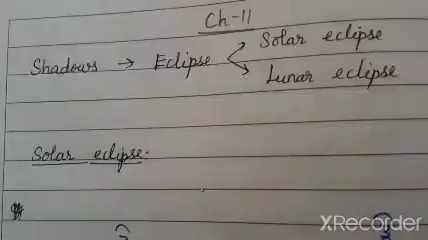 Ch-11
Shadows → Eclipse
Solar eclipse
Lunar eclipse
Solar eclipse-
XRecorder